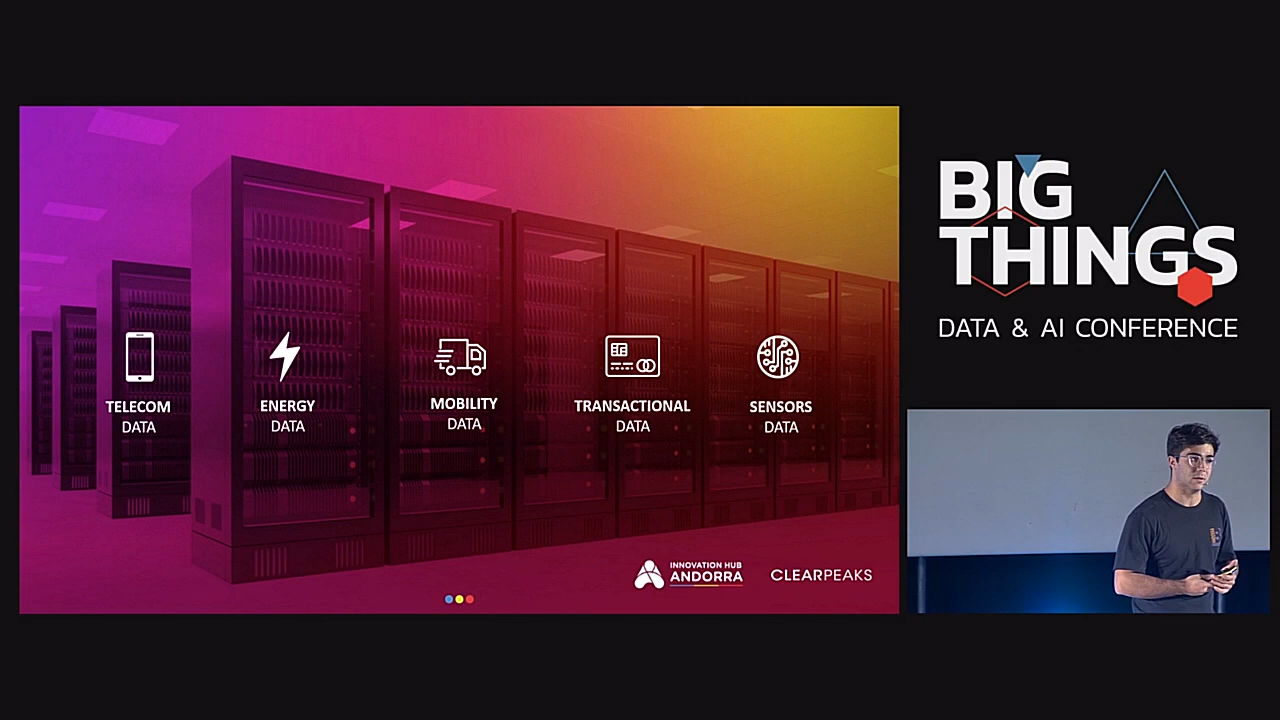 TELECOM
DATA
ENERGY
DATA
MOBILITY
DATA
TRANSACTIONAL
DATA
SENSORS
DATA
INNOVATION HUB
ANDORRA
CLEARPEAKS
BIG
THINGS
DATA & AI CONFERENCE